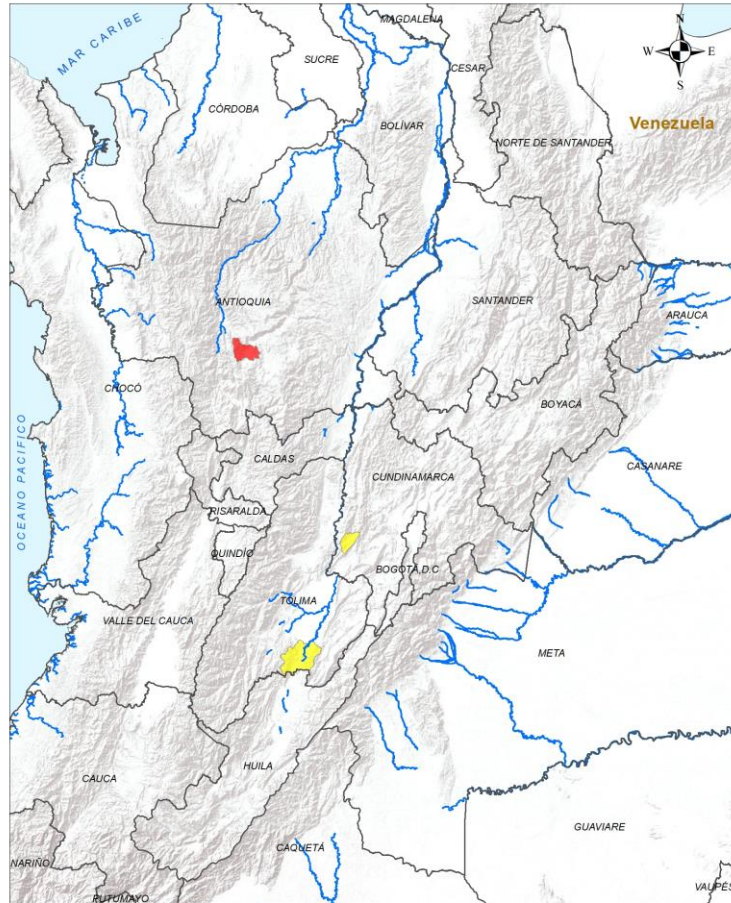 MAGDALENA
MAR CARIBE
N
W E
S
SUCRE
CESAR
CÓRDOBA
BOLÍVAR
Venezuela
NORTE DE SANTANDER
ANTIOQUIA
SANTANDER
ARAUCA
CHOCÓ
BOYACÁ
CALDAS
CUNDINAMARCA
CASANARE
OCEANO PACIFICO
RISARALDA
QUINDÍO
BOGOTÁ, D.C
TOLIMA
VALLE DEL CAUCA
META
HUILA
CAUCA
GUAVIARE
CAQUETÁ
NARIÑO
PUTUMAYO
VAUPÉS